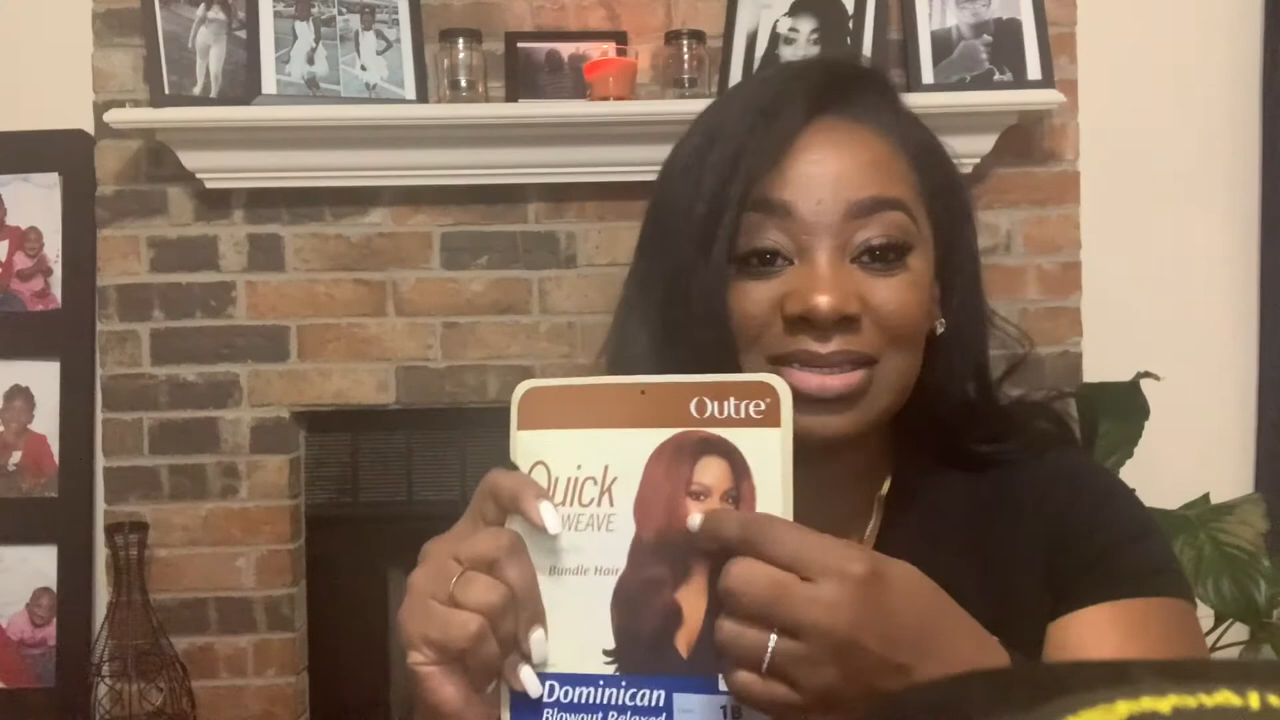 Outre®
Quick
WEAVE
Bundle Hair
Dominican
Blowout Relaxed
1B